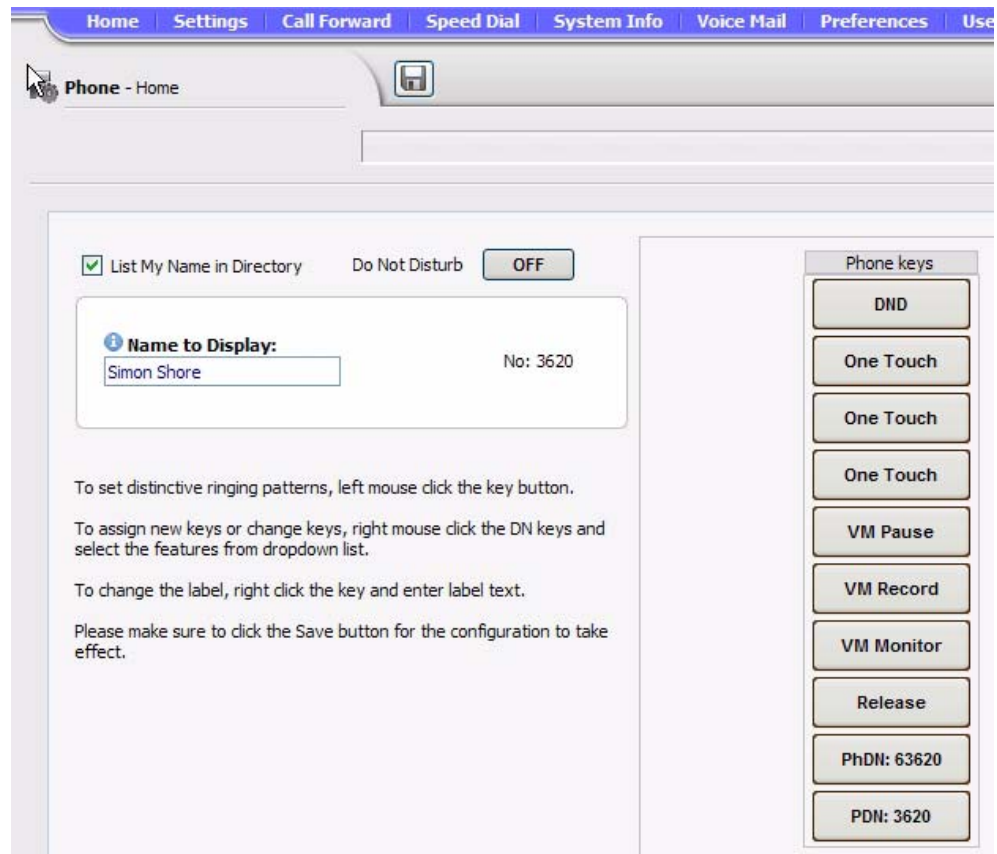 Home Settings Call Forward Speed Dial System Info Voice Mail Preferences Use
Phone - Home
List My Name in Directory Do Not Disturb OFF
Name to Display:
Simon Shore
No: 3620
To set distinctive ringing patterns, left mouse click the key button.
To assign new keys or change keys, right mouse click the DN keys and
select the features from dropdown list.
To change the label, right click the key and enter label text.
Please make sure to click the Save button for the configuration to take
effect.
Phone keys
DND
One Touch
One Touch
One Touch
VM Pause
VM Record
VM Monitor
Release
PhDN: 63620
PDN: 3620